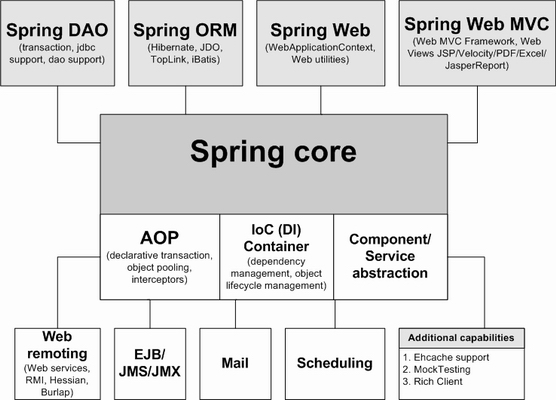 Spring DAO
(transaction, jdbc
support, dao support)
Spring ORM
(Hibernate, JDO,
TopLink, iBatis)
Spring Web
(WebApplicationContext,
Web utilities)
Spring Web MVC
(Web MVC Framework, Web
Views JSP/Velocity/PDF/Excel/
JasperReport)
Spring core
AOP
(declarative transaction,
object pooling,
interceptors)
IoC (DI)
Container
(dependency
management, object
lifecycle management)
Component/
Service
abstraction
Web
remoting
(Web services,
RMI, Hessian,
Burlap)
EJB/
JMS/JMX
Mail
Scheduling
Additional capabilities
1. Ehcache support
2. MockTesting
3. Rich Client